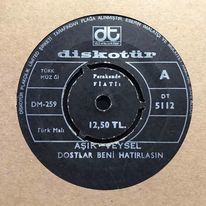 dt
diskotür
TÜRK
MÜZİĞİ
Perakende
FİATI:
A
DM-259
DT
5112
12,50 TL.
Türk Malı
AŞIK VEYSEL
DOSTLAR BENİ HATIRLASIN